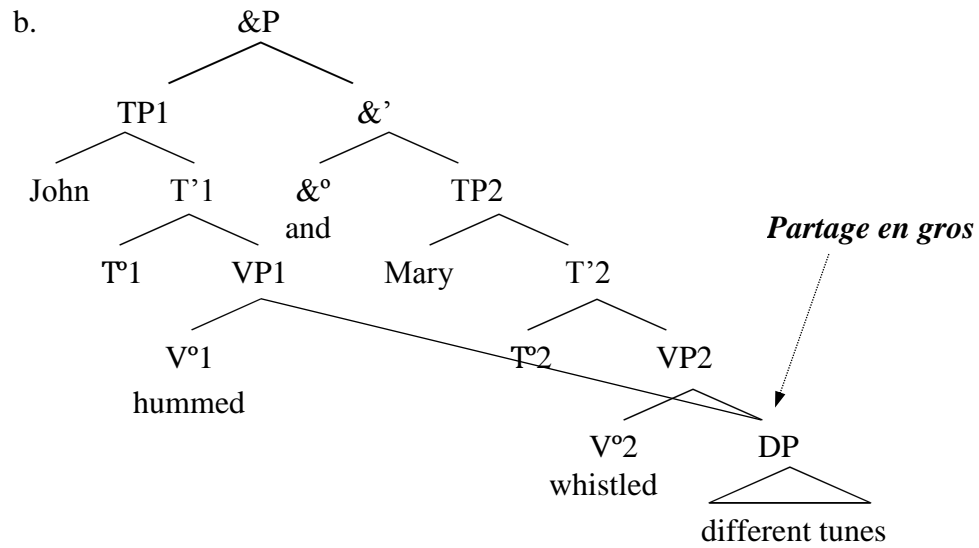 b.
&P
TP1 &’
John T’1 &º TP2
and
Partage en gros
Tº1 VP1 Mary T’2
Vº1 Tº2 VP2
hummed
Vº2 DP
whistled
different tunes